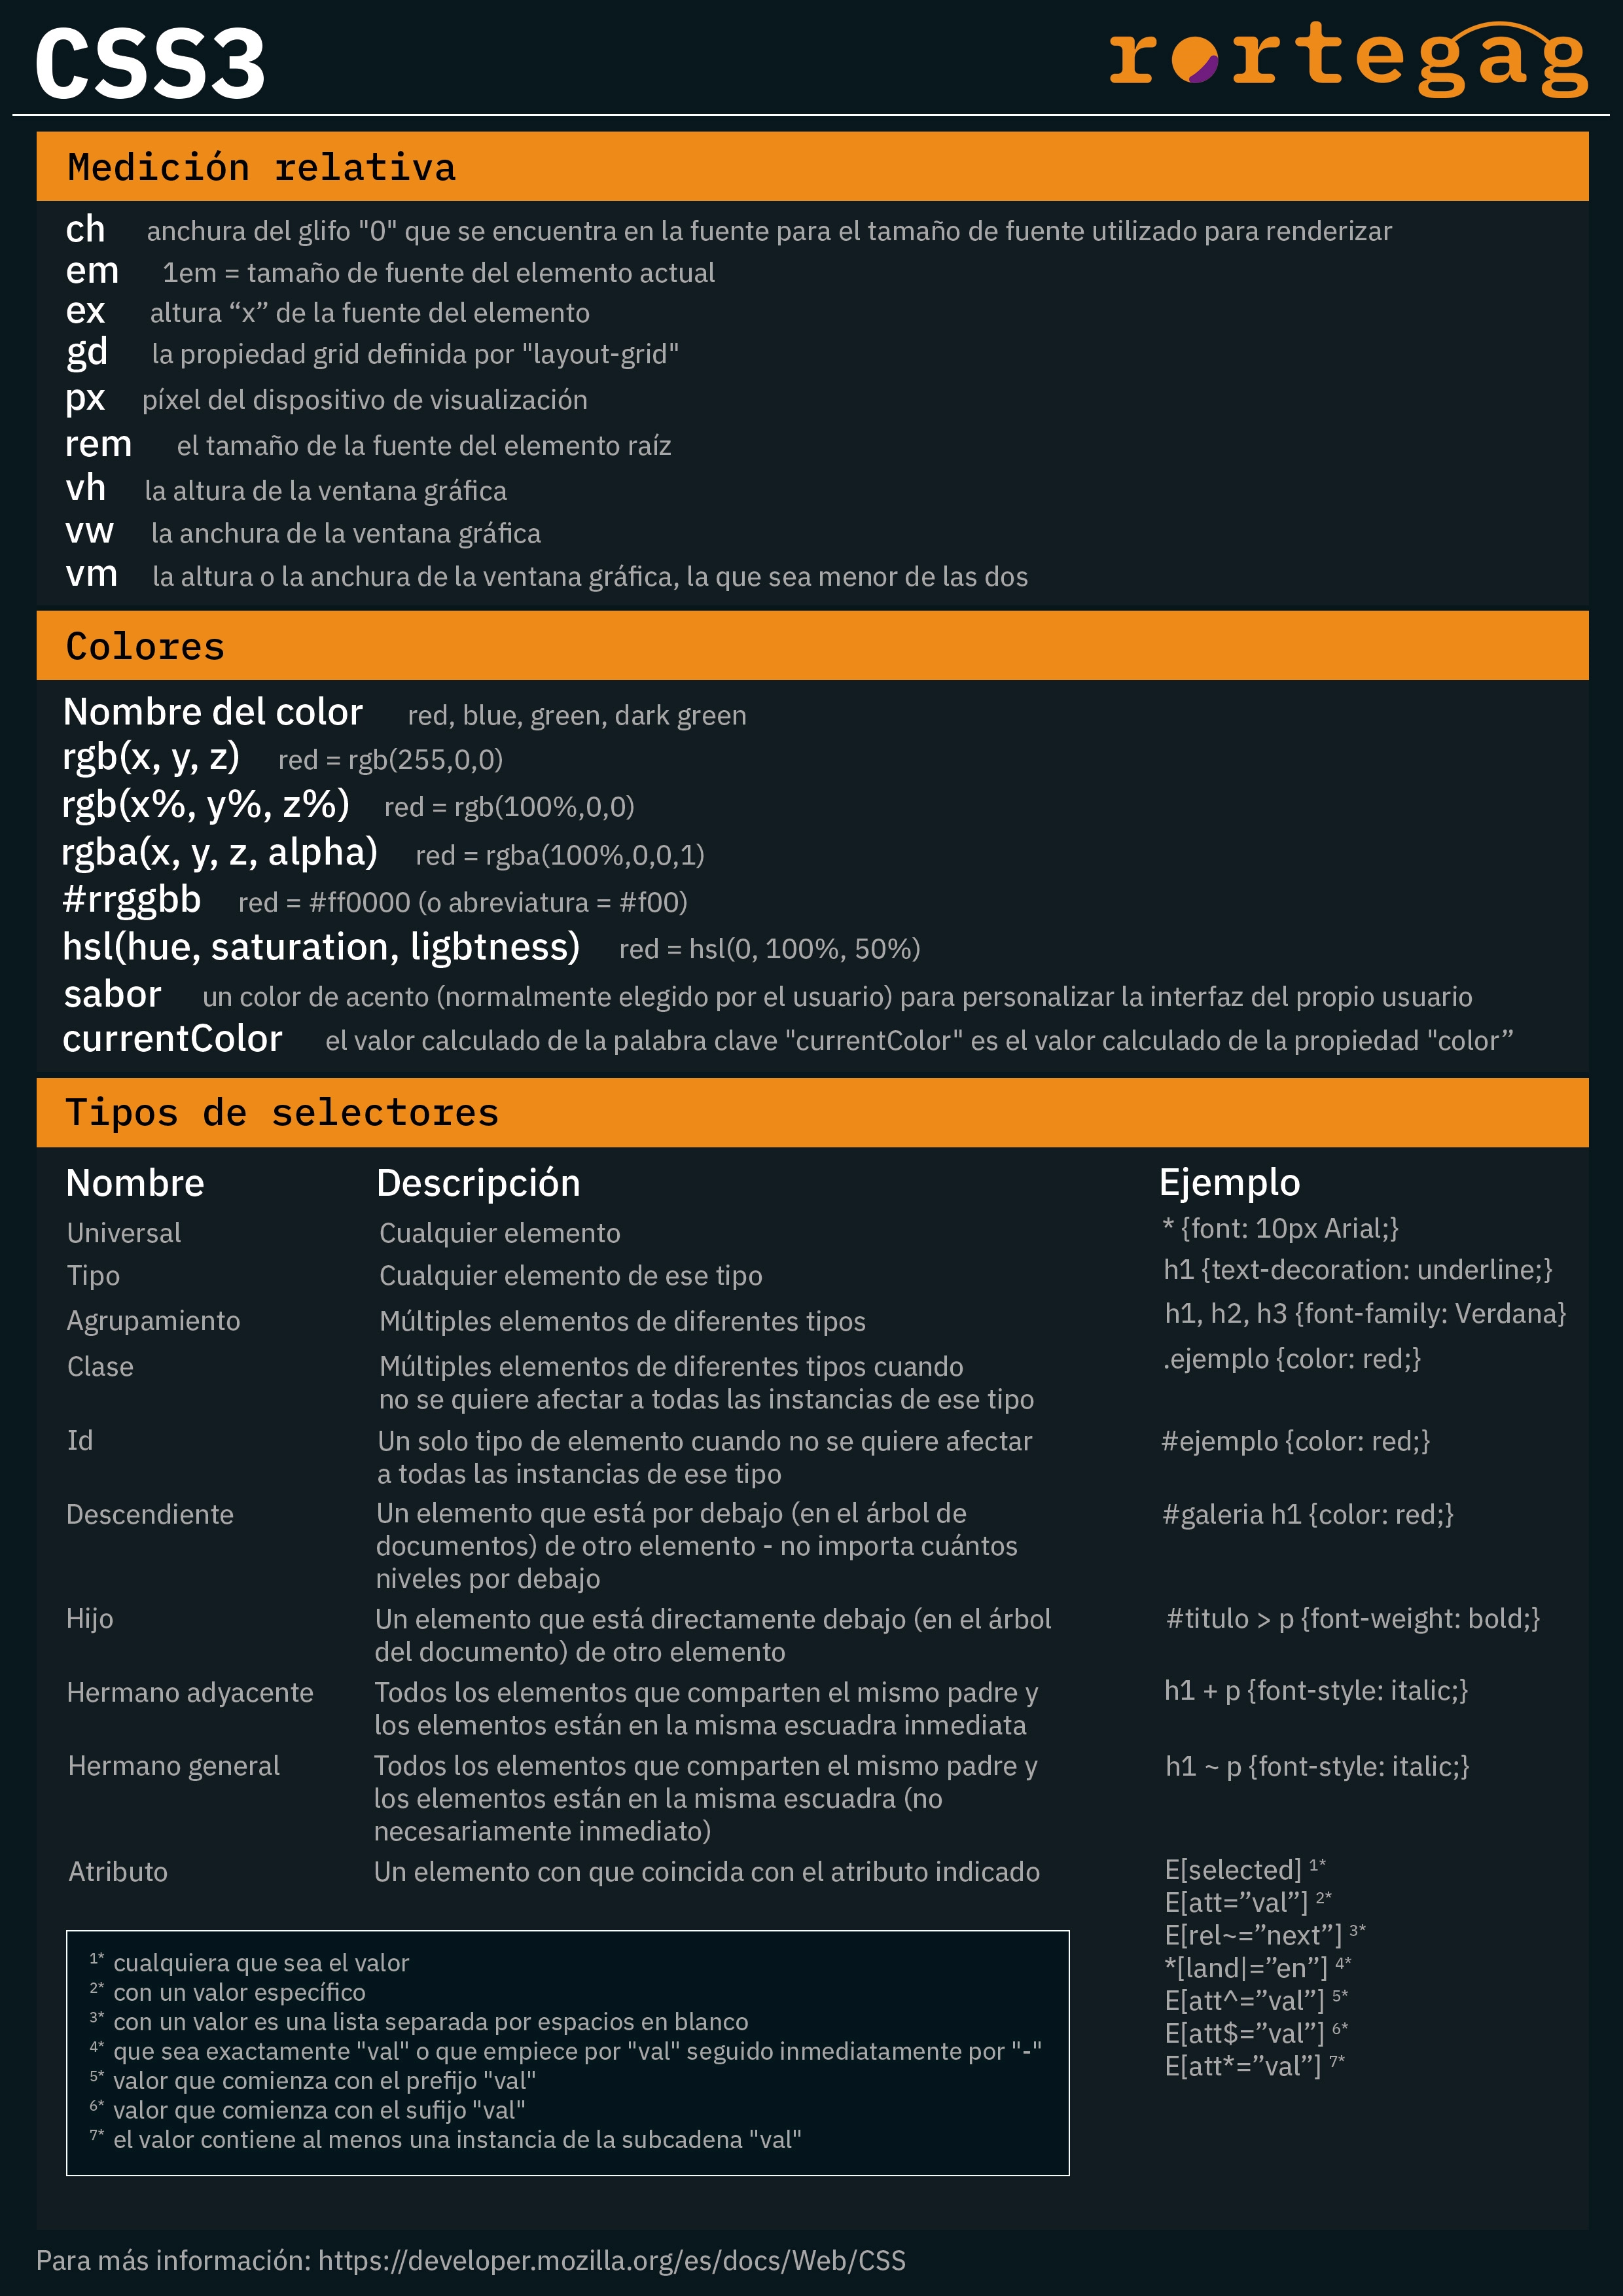 CSS3
rortegag
Medición relativa
ch anchura del glifo "0" que se encuentra en la fuente para el tamaño de fuente utilizado para renderizar
em 1em = tamaño de fuente del elemento actual
ex altura “x” de la fuente del elemento
gd la propiedad grid definida por "layout-grid"
px píxel del dispositivo de visualización
rem el tamaño de la fuente del elemento raíz
vh la altura de la ventana gráfica
vw la anchura de la ventana gráfica
vm la altura o la anchura de la ventana gráfica, la que sea menor de las dos
Colores
Nombre del color red, blue, green, dark green
rgb(x, y, z) red = rgb(255,0,0)
rgb(x%, y%, z%) red = rgb(100%,0,0)
rgba(x, y, z, alpha) red = rgba(100%,0,0,1)
#rrggbb red = #ff0000 (o abreviatura = #f00)
hsl(hue, saturation, ligbtness) red = hsl(0, 100%, 50%)
sabor un color de acento (normalmente elegido por el usuario) para personalizar la interfaz del propio usuario
currentColor el valor calculado de la palabra clave "currentColor" es el valor calculado de la propiedad "color”
Tipos de selectores
Nombre Descripción Ejemplo
Universal Cualquier elemento * {font: 10px Arial;}
Tipo Cualquier elemento de ese tipo h1 {text-decoration: underline;}
Agrupamiento Múltiples elementos de diferentes tipos h1, h2, h3 {font-family: Verdana}
Clase Múltiples elementos de diferentes tipos cuando .ejemplo {color: red;}
no se quiere afectar a todas las instancias de ese tipo
Id Un solo tipo de elemento cuando no se quiere afectar #ejemplo {color: red;}
a todas las instancias de ese tipo
Descendiente Un elemento que está por debajo (en el árbol de #galeria h1 {color: red;}
documentos) de otro elemento - no importa cuántos
niveles por debajo
Hijo Un elemento que está directamente debajo (en el árbol #titulo > p {font-weight: bold;}
del documento) de otro elemento
Hermano adyacente Todos los elementos que comparten el mismo padre y h1 + p {font-style: italic;}
los elementos están en la misma escuadra inmediata
Hermano general Todos los elementos que comparten el mismo padre y h1 ~ p {font-style: italic;}
los elementos están en la misma escuadra (no
necesariamente inmediato)
Atributo Un elemento con que coincida con el atributo indicado E[selected] 1*
E[att=”val”] 2*
E[rel~=”next”] 3*
*[land|=”en”] 4*
E[att^=”val”] 5*
E[att$=”val”] 6*
E[att*=”val”] 7*
1* cualquiera que sea el valor
2* con un valor específico
3* con un valor es una lista separada por espacios en blanco
4* que sea exactamente "val" o que empiece por "val" seguido inmediatamente por "-"
5* valor que comienza con el prefijo "val"
6* valor que comienza con el sufijo "val"
7* el valor contiene al menos una instancia de la subcadena "val"
Para más información: https://developer.mozilla.org/es/docs/Web/CSS